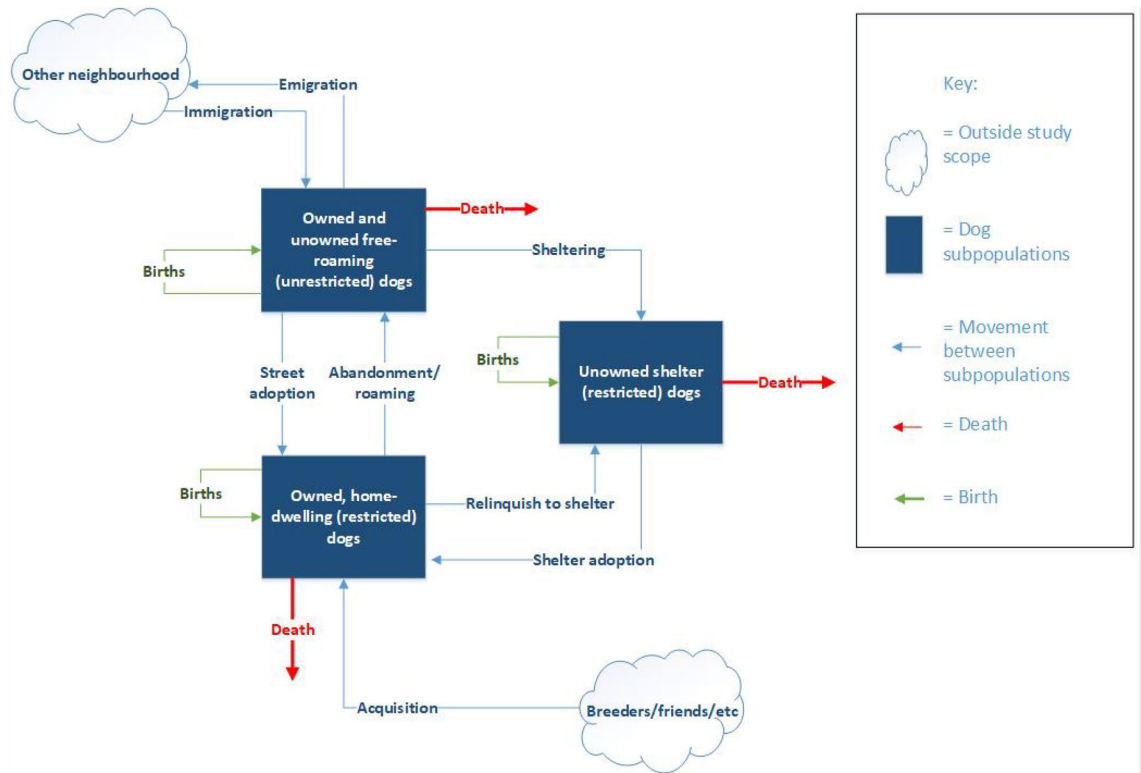 Other neighbourhood
Emigration
Immigration
Owned and
unowned free-
roaming
(unrestricted) dogs
Death
Births
Sheltering
Street
adoption
Abandonment/
roaming
Births
Unowned shelter
(restricted) dogs
Death
Births
Owned, home-
dwelling (restricted)
dogs
Relinquish to shelter
Shelter adoption
Death
Acquisition
Breeders/friends/etc
Key:
= Outside study
scope
= Dog
subpopulations
= Movement
between
subpopulations
= Death
= Birth